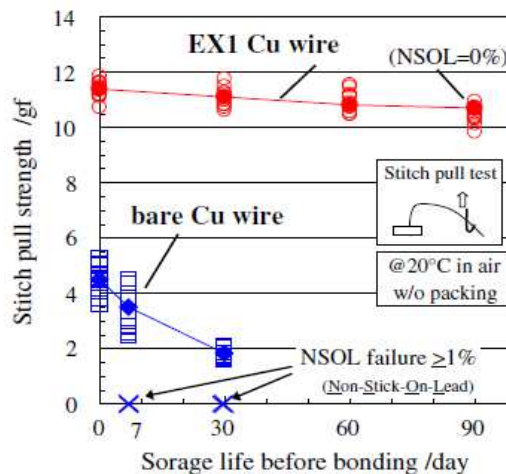 14
12
10
8
6
4
2
0
Stitch pull strength /gf
EX1 Cu wire
(NSOL=0%)
Stitch pull test
bare Cu wire
@20°C in air
w/o packing
NSOL failure ≥1%
(Non-Stick-On-Lead)
0 7 30 60 90
Sorage life before bonding /day